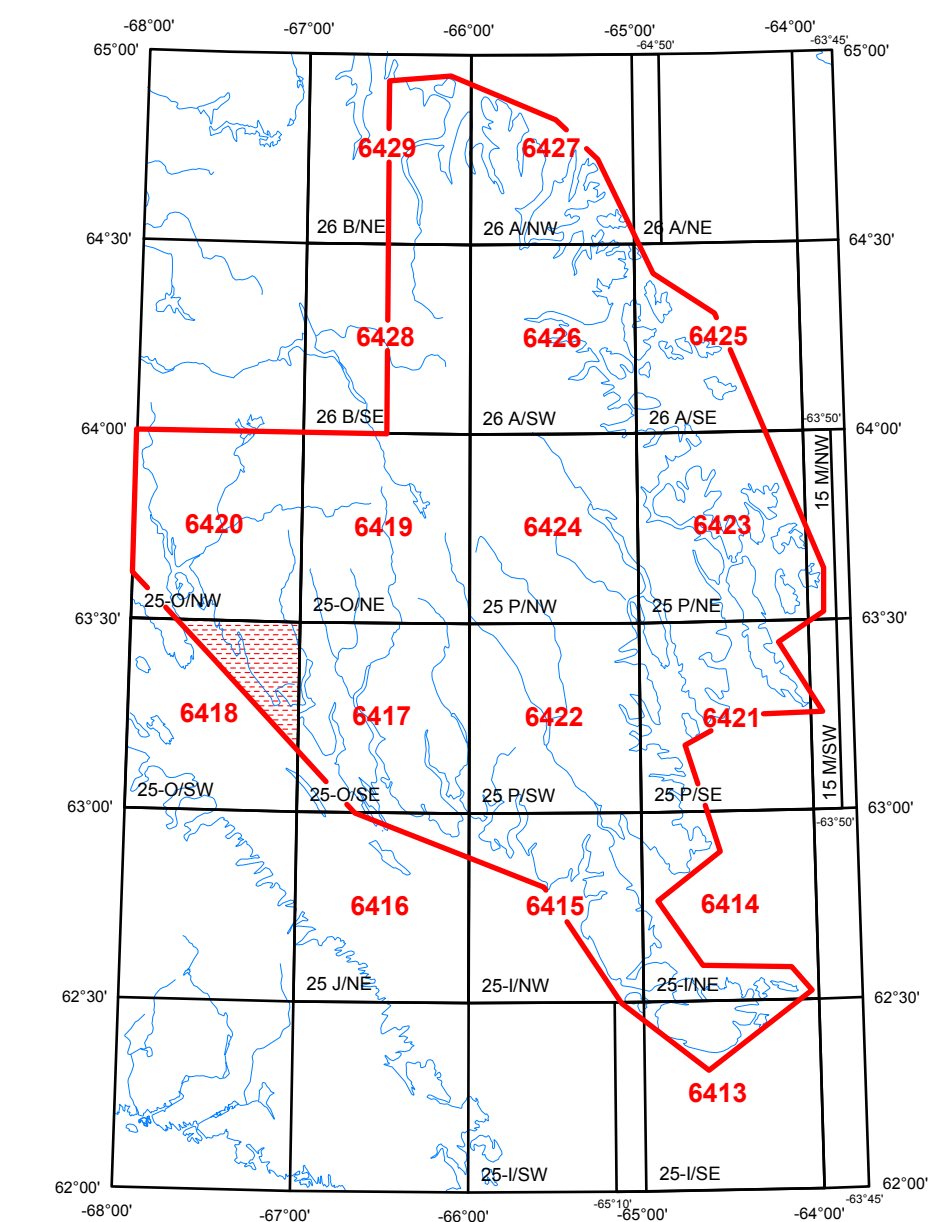 -68°00'
-67°00'
-66°00'
-65°00'
-64°00'
-64°50'
-63°45'
65°00'
65°00'
6429
6427
26 B/NE
26 A/NW
26 A/NE
64°30'
64°30'
6428
6426
6425
26 B/SE
26 A/SW
26 A/SE
-63°50'
64°00'
64°00'
15 M/NW
6420
6419
6424
6423
25-O/NW
25-O/NE
25 P/NW
25 P/NE
63°30'
63°30'
6418
6417
6422
6421
15 M/SW
25-O/SW
25-O/SE
25 P/SW
25 P/SE
63°00'
63°00'
-63°50'
6416
6415
6414
25 J/NE
25-I/NW
25-I/NE
62°30'
62°30'
6413
25-I/SW
25-I/SE
62°00'
62°00'
-65°10'
-63°45'
-68°00'
-67°00'
-66°00'
-65°00'
-64°00'